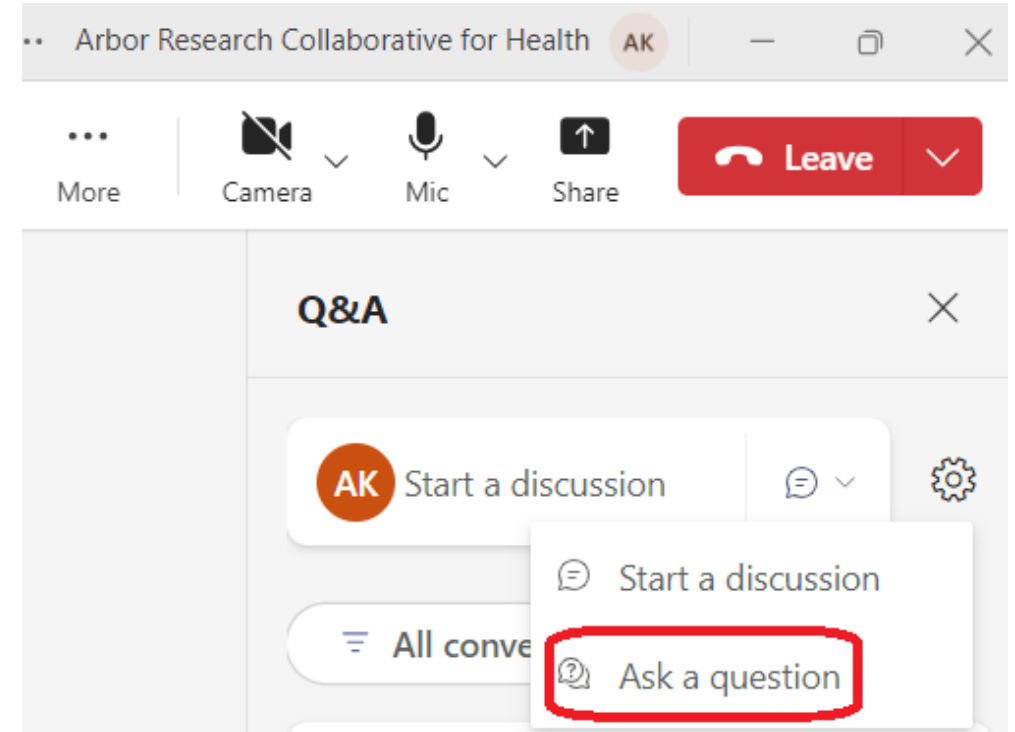 Arbor Research Collaborative for Health AK
More Camera Mic Share Leave
Q&A
AK Start a discussion
Start a discussion
All conve
Ask a question